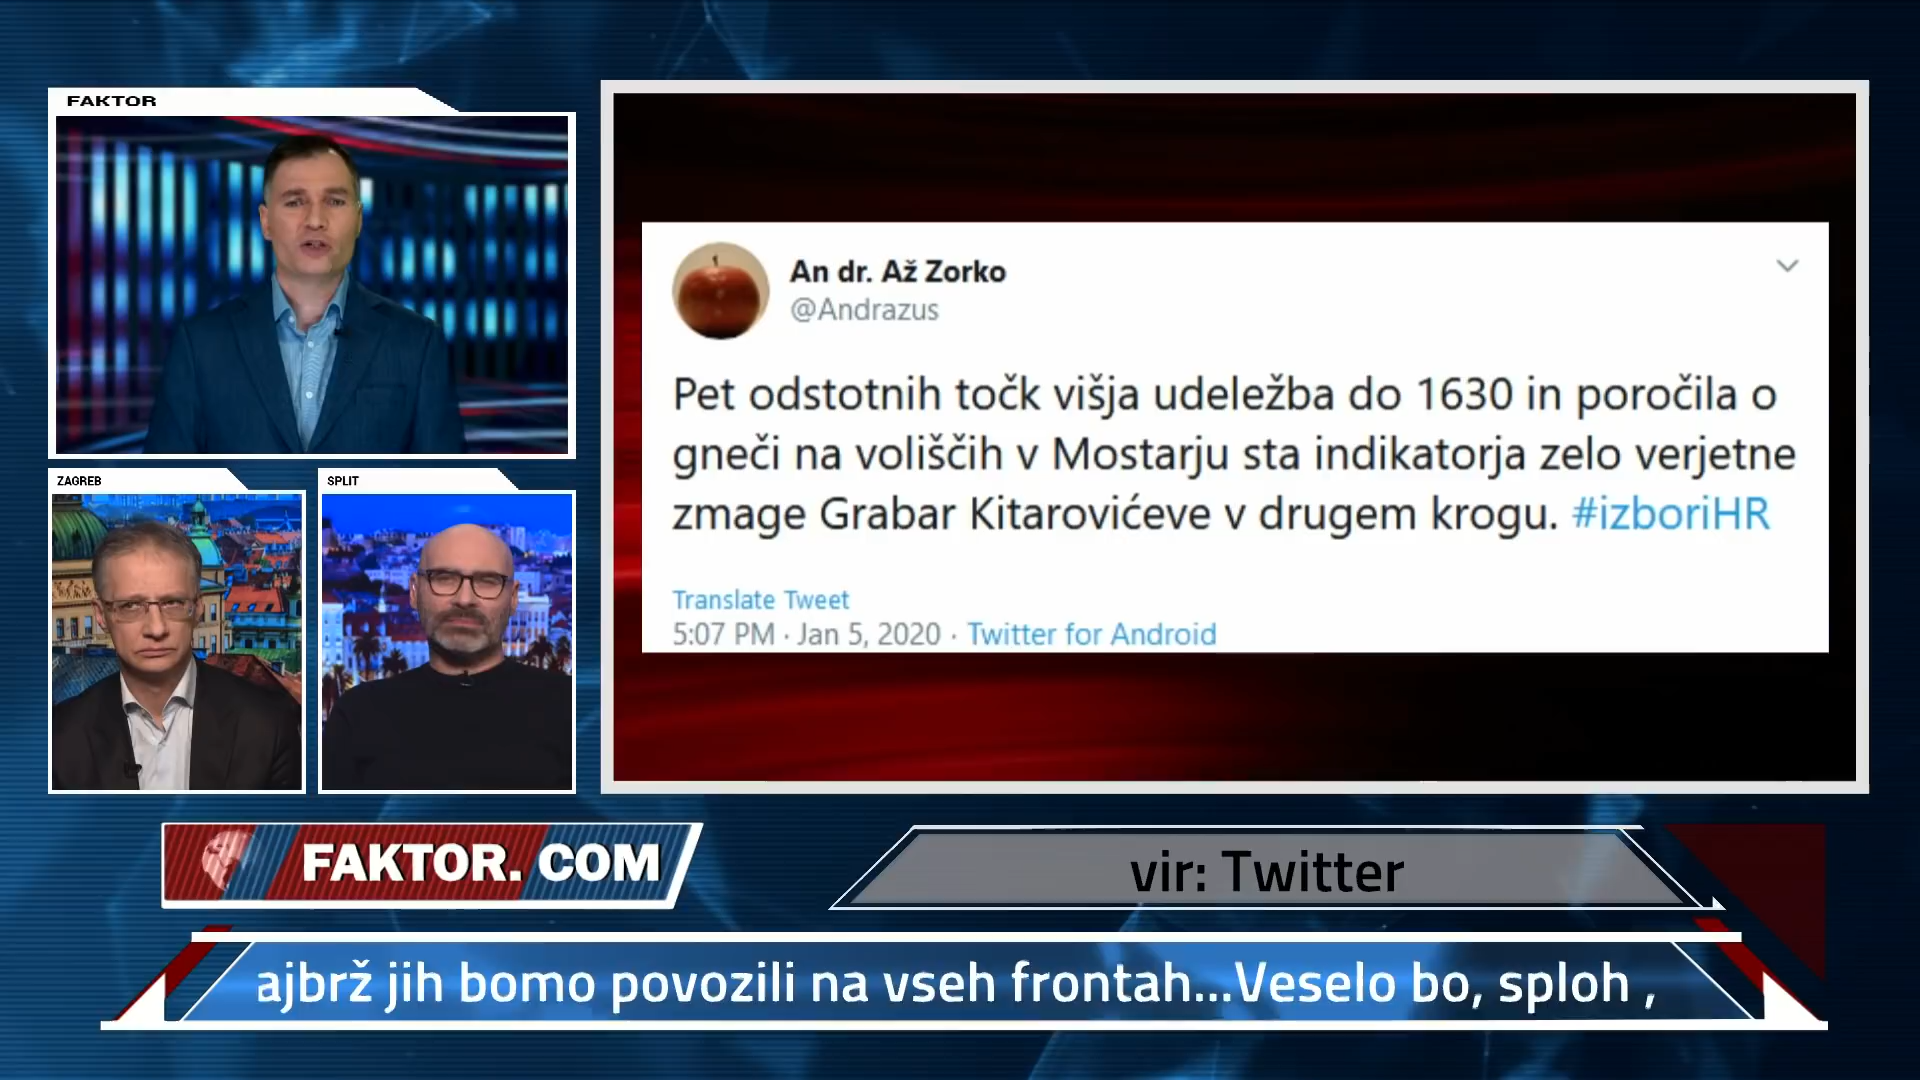 FAKTOR
ZAGREB
SPLIT
An dr. Až Zorko
@Andrazus
Pet odstotnih točk višja udeležba do 1630 in poročila o
gneči na voliščih v Mostarju sta indikatorja zelo verjetne
zmage Grabar Kitarovićeve v drugem krogu. #izboriHR
Translate Tweet
5:07 PM · Jan 5, 2020 · Twitter for Android
FAKTOR. COM
vir: Twitter
ajbrž jih bomo povozili na vseh frontah...Veselo bo, sploh ,